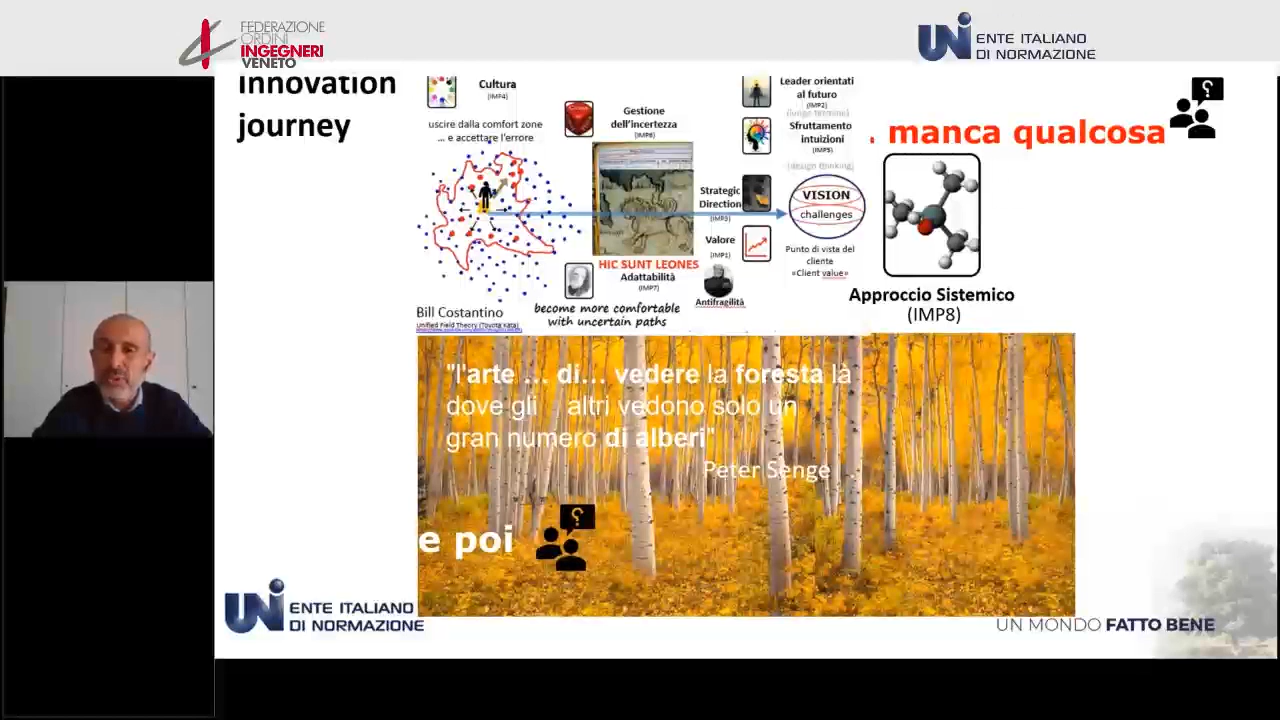 FEDERAZIONE
ORDINI
INGEGNERI
VENETO
UNI ENTE ITALIANO
DI NORMAZIONE
Innovation
journey
Cultura
(IMP4)
uscire dalla comfort zone
... e accettare l'errore
Gestione
dell'incertezza
(IMP6)
Leader orientati
al futuro
(IMP2)
(lungo termine)
Sfruttamento
intuizioni
(IMP5)
(design thinking)
. manca qualcosa
Strategic
Direction
(IMP3)
VISION
challenges
Valore
(IMP1)
Punto di vista del
cliente
«Client value»
HIC SUNT LEONES
Adattabilità
(IMP7)
Antifragilità
become more comfortable
with uncertain paths
Bill Costantino
Unified Field Theory (Toyota Kata)
Approccio Sistemico
(IMP8)
"l'arte ... di... vedere la foresta là
dove gli altri vedono solo un
gran numero di alberi"
Peter Senge
e poi
UNI ENTE ITALIANO
DI NORMAZIONE
UN MONDO FATTO BENE